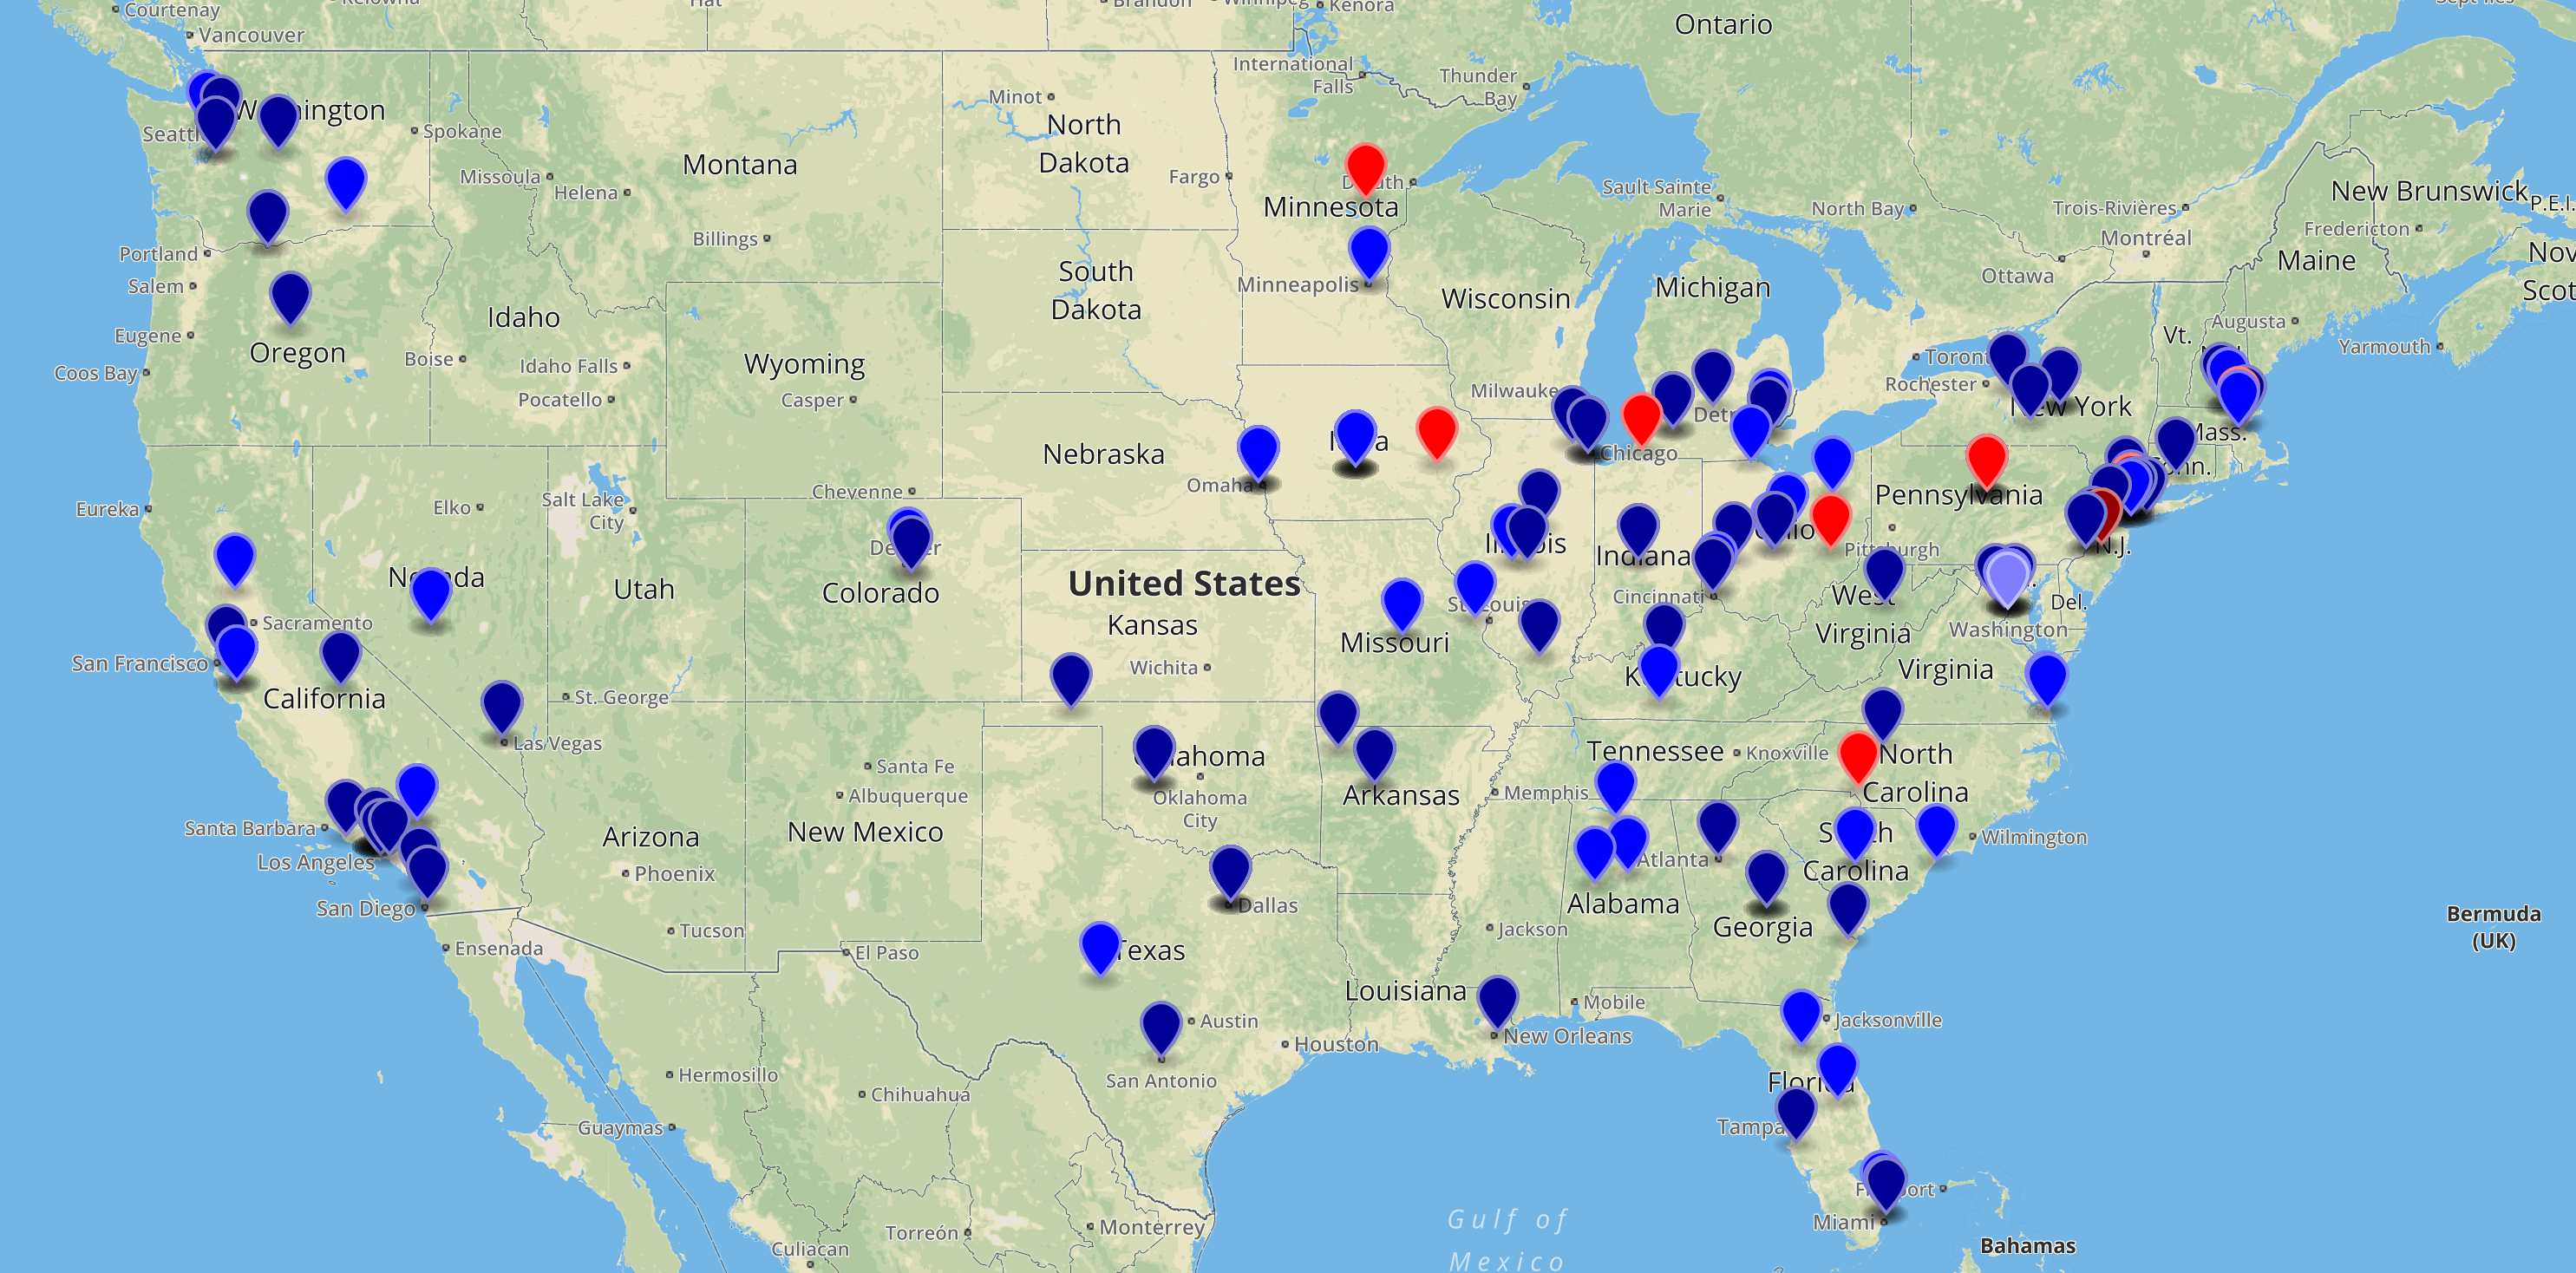 Courtenay
Vancouver
Kelowna
Hat
Brandon
Winnipeg
Kenora
Ontario
Sept-Îles
International
Falls
Thunder
Bay
Washington
Seattl
Spokane
Minot
North
Dakota
Montana
Missoula
Helena
Fargo
Duluth
Minnesota
Sault Sainte
Marie
North Bay
Trois-Rivières
New Brunswick
P.E.I.
Fredericton
Montréal
Nov
Scot
Maine
Ottawa
Portland
Salem
Billings
South
Dakota
Minneapolis
Wisconsin
Michigan
Idaho
Eugene
Oregon
Boise
Idaho Falls
Wyoming
Augusta
Vt.
Yarmouth
Toront
Coos Bay
Pocatello
Casper
Milwauke
Detr
Rochester
New York
Mass.
Nebraska
Iowa
Chicago
Omaha
Conn.
Pennsylvania
Eureka
Elko
Salt Lake
City
Cheyenne
Denver
Illinois
Indiana
Ohio
Pittsburgh
N.J.
Nevada
Utah
Colorado
United States
Kansas
St. Louis
Cincinnati
West
Virginia
Del.
Washington
Sacramento
San Francisco
California
Missouri
Wichita
Kentucky
Virginia
St. George
Las Vegas
Santa Fe
Albuquerque
Oklahoma
Oklahoma
City
Arkansas
Tennessee
Knoxville
North
Carolina
Memphis
Santa Barbara
Los Angeles
Arizona
New Mexico
Phoenix
Atlanta
South
Carolina
Wilmington
San Diego
Tucson
Dallas
Alabama
Georgia
Bermuda
(UK)
Ensenada
El Paso
Texas
Jackson
Louisiana
Mobile
Jacksonville
Austin
Houston
New Orleans
Hermosillo
Chihuahua
San Antonio
Florida
Guaymas
Tampa
Freeport
Miami
Torreón
Monterrey
Culiacan
Gulf of
Mexico
Bahamas